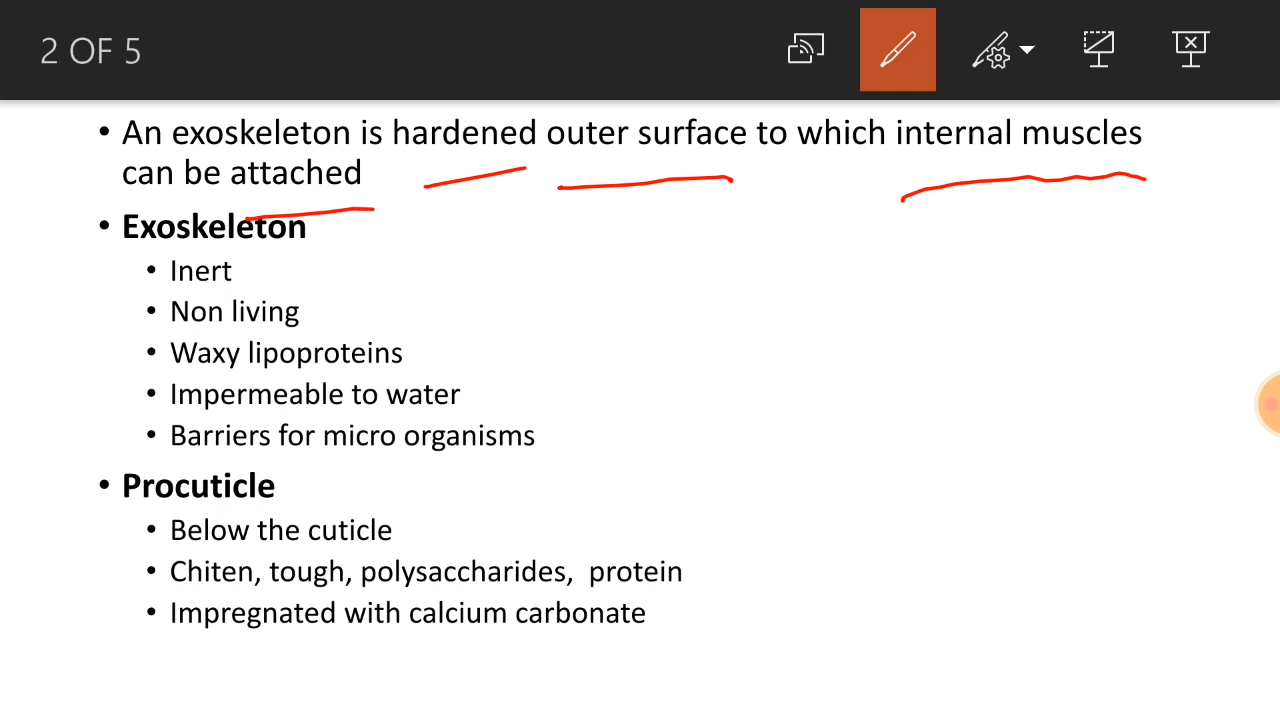 2 OF 5
• An exoskeleton is hardened outer surface to which internal muscles
can be attached
• Exoskeleton
• Inert
• Non living
• Waxy lipoproteins
• Impermeable to water
• Barriers for micro organisms
• Procuticle
• Below the cuticle
• Chiten, tough, polysaccharides,  protein
• Impregnated with calcium carbonate